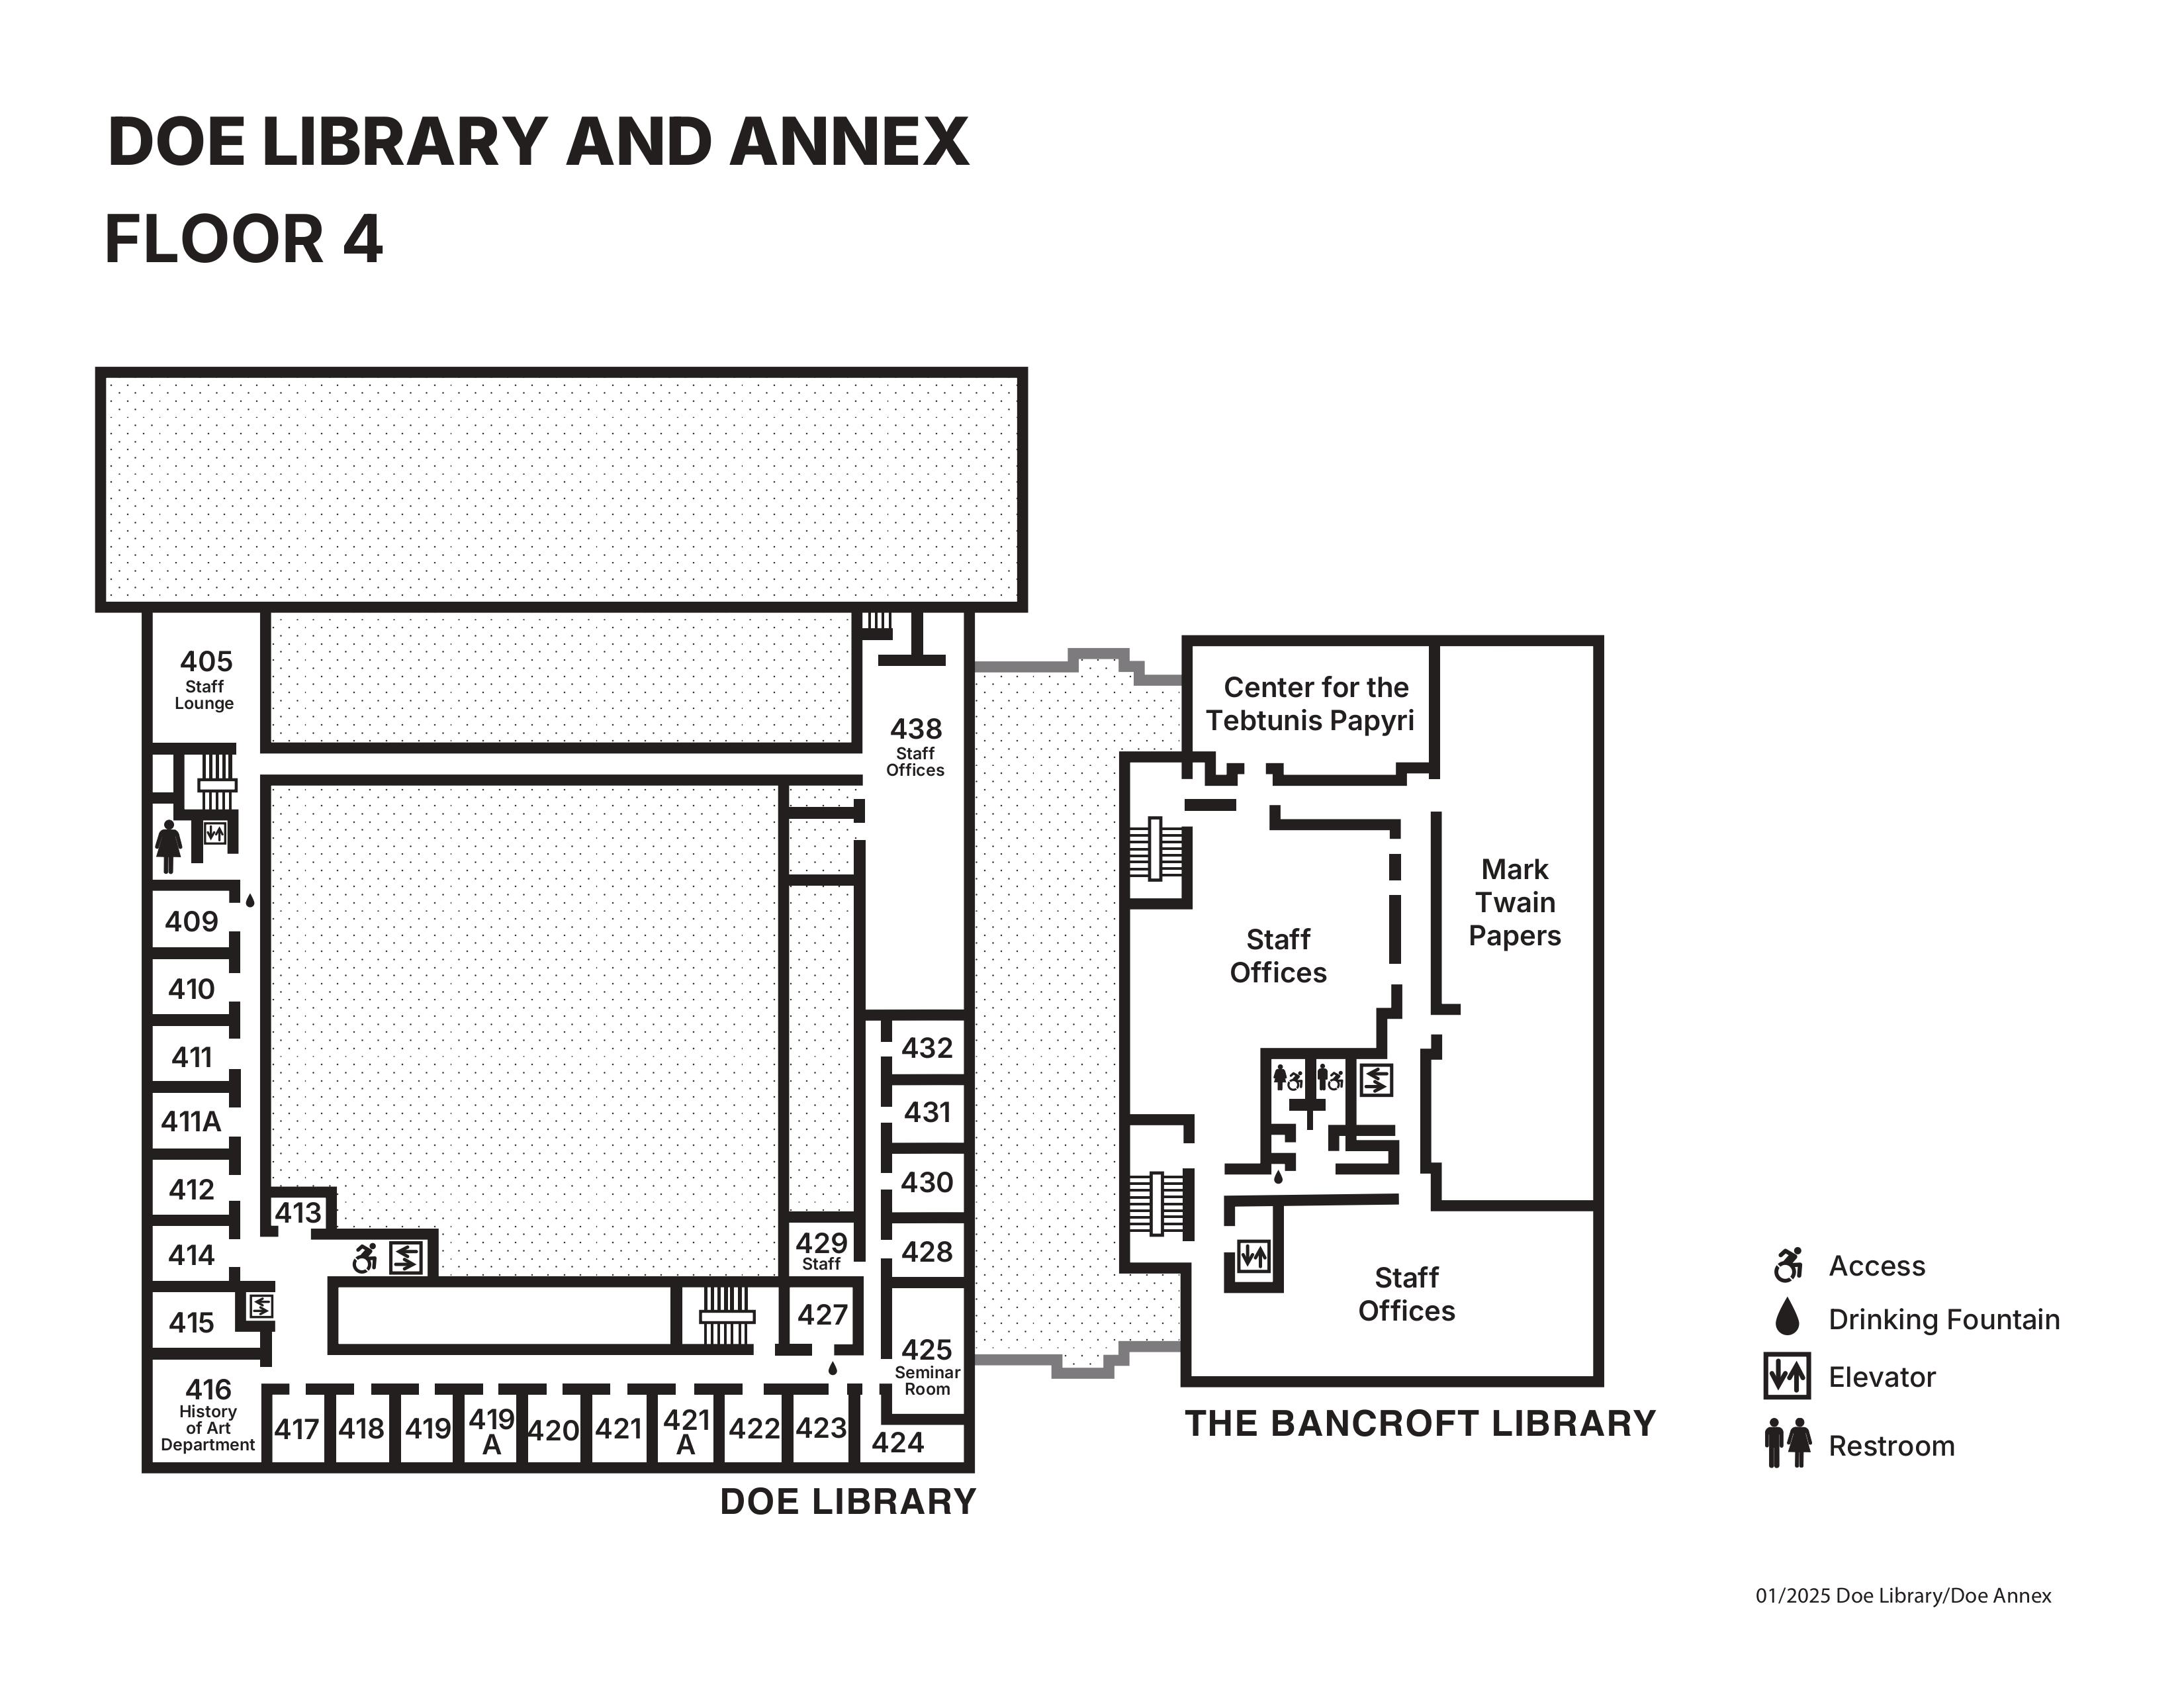 DOE LIBRARY AND ANNEX
FLOOR 4
405
Staff
Lounge
438
Staff
Offices
409
410
411
411A
412
413
414
415
416
History
of Art
Department
417
418
419
419
A
420
421
421
A
422
423
424
425
Seminar
Room
427
428
429
Staff
430
431
432
DOE LIBRARY
Center for the
Tebtunis Papyri
Mark
Twain
Papers
Staff
Offices
Staff
Offices
THE BANCROFT LIBRARY
Access
Drinking Fountain
Elevator
Restroom
01/2025 Doe Library/Doe Annex